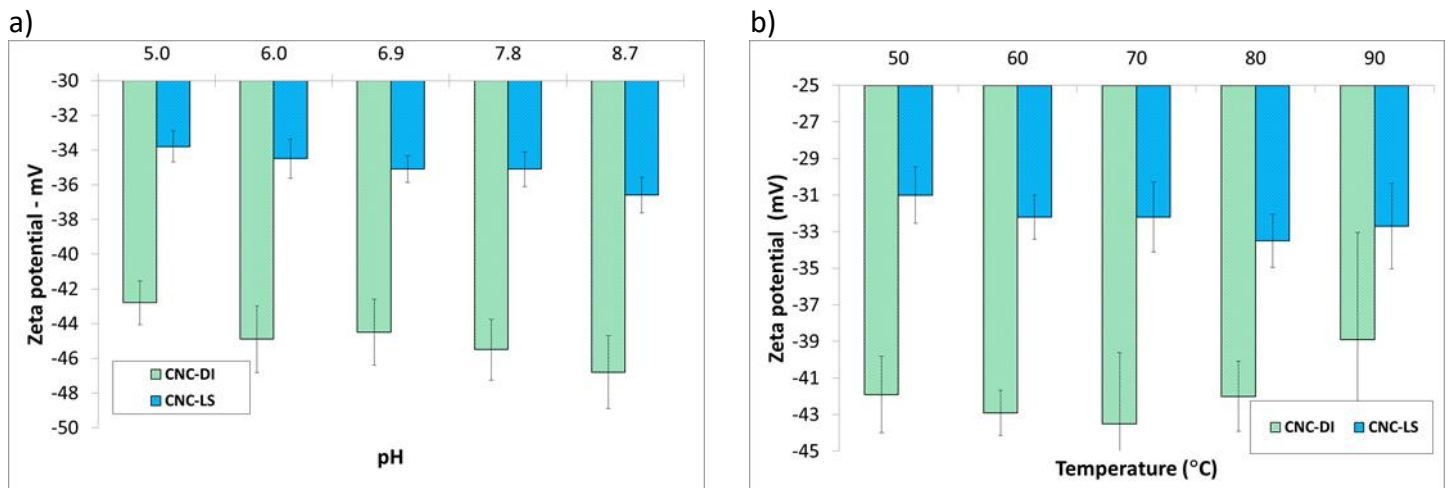 a)
5.0 6.0 6.9 7.8 8.7
-30
-32
-34
-36
-38
-40
-42
-44
-46
-48
-50
Zeta potential - mV
CNC-DI
CNC-LS
pH
b)
50 60 70 80 90
-25
-27
-29
-31
-33
-35
-37
-39
-41
-43
-45
Zeta potential (mV)
CNC-DI CNC-LS
Temperature (°C)